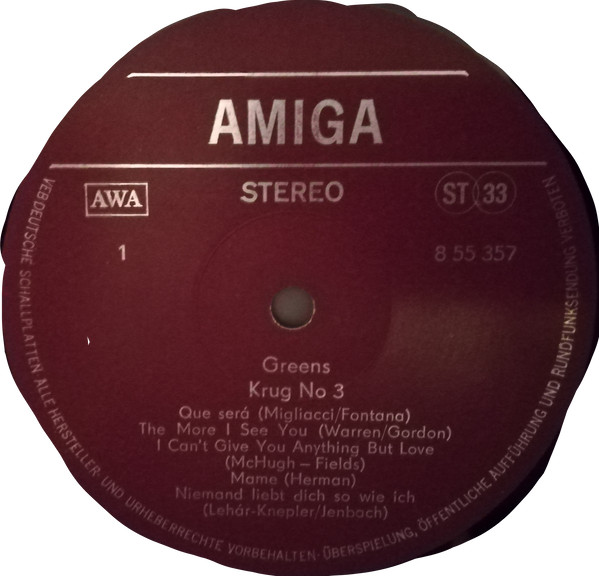 AMIGA
AWA
STEREO
ST 33
1
8 55 357
Greens
Krug No 3
Que será (Migliacci/Fontana)
The More I See You (Warren/Gordon)
I Can't Give You Anything But Love
(McHugh – Fields)
Mame (Herman)
Niemand liebt dich so wie ich
(Lehár-Knepler/Jenbach)
VEB DEUTSCHE SCHALLPLATTEN ALLE HERSTELLER- UND URHEBERRECHTE VORBEHALTEN· ÜBERSPIELUNG, ÖFFENTLICHE AUFFÜHRUNG UND RUNDFUNKSENDUNG VERBOTEN